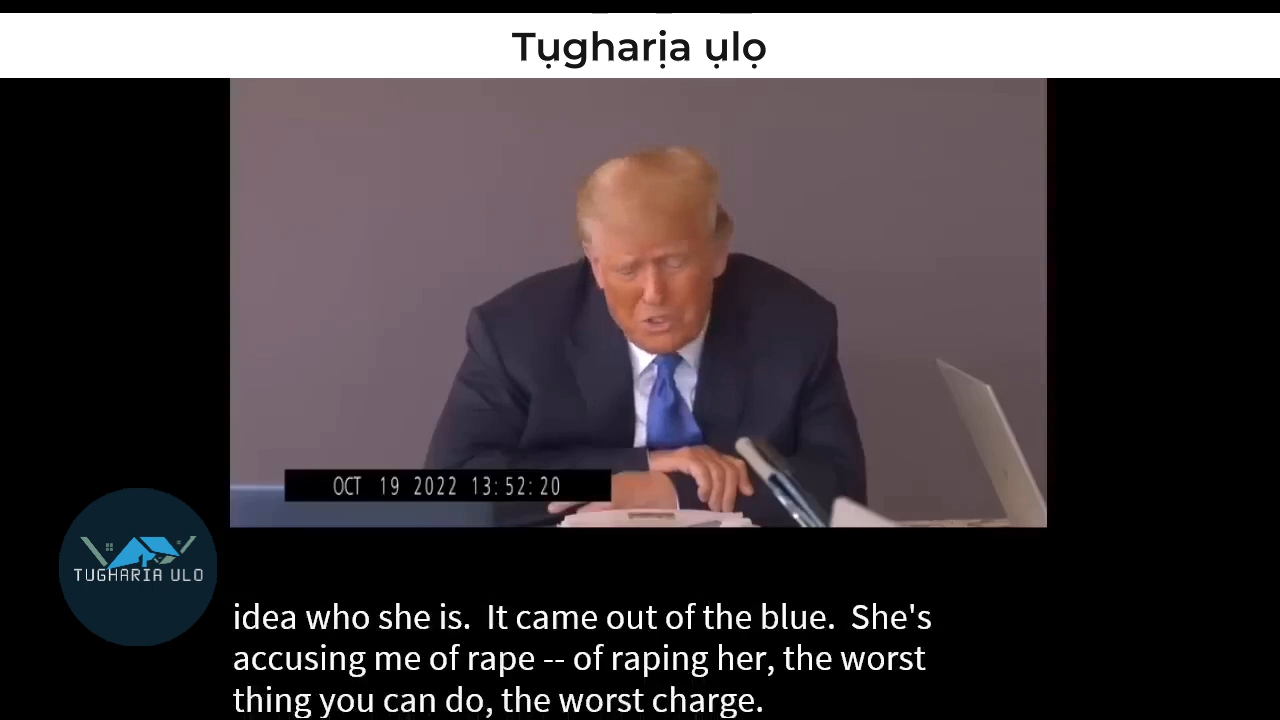 Tụgharịa ụlọ
OCT 19 2022 13:52:20
TUGHARIA ULO
idea who she is.  It came out of the blue.  She's
accusing me of rape -- of raping her, the worst
thing you can do, the worst charge.